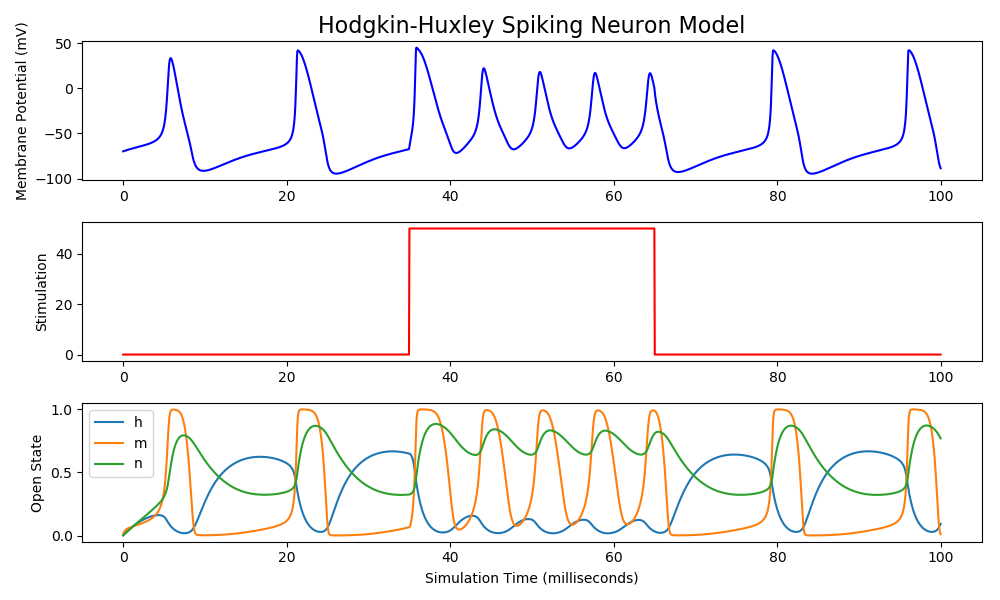 Hodgkin-Huxley Spiking Neuron Model
Membrane Potential (mV)
50
0
−50
−100
0 20 40 60 80 100
Stimulation
40
20
0
0 20 40 60 80 100
Open State
1.0
0.5
0.0
h
m
n
0 20 40 60 80 100
Simulation Time (milliseconds)